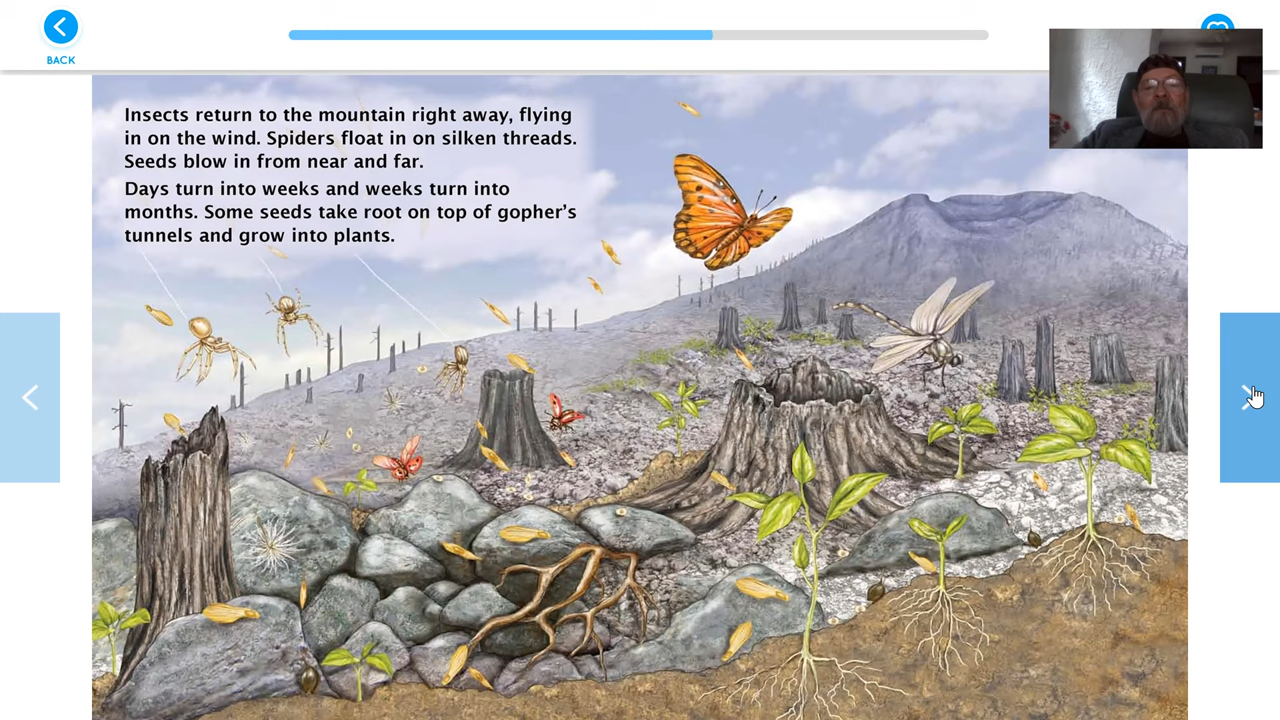 BACK
Insects return to the mountain right away, flying
in on the wind. Spiders float in on silken threads.
Seeds blow in from near and far.
Days turn into weeks and weeks turn into
months. Some seeds take root on top of gopher's
tunnels and grow into plants.